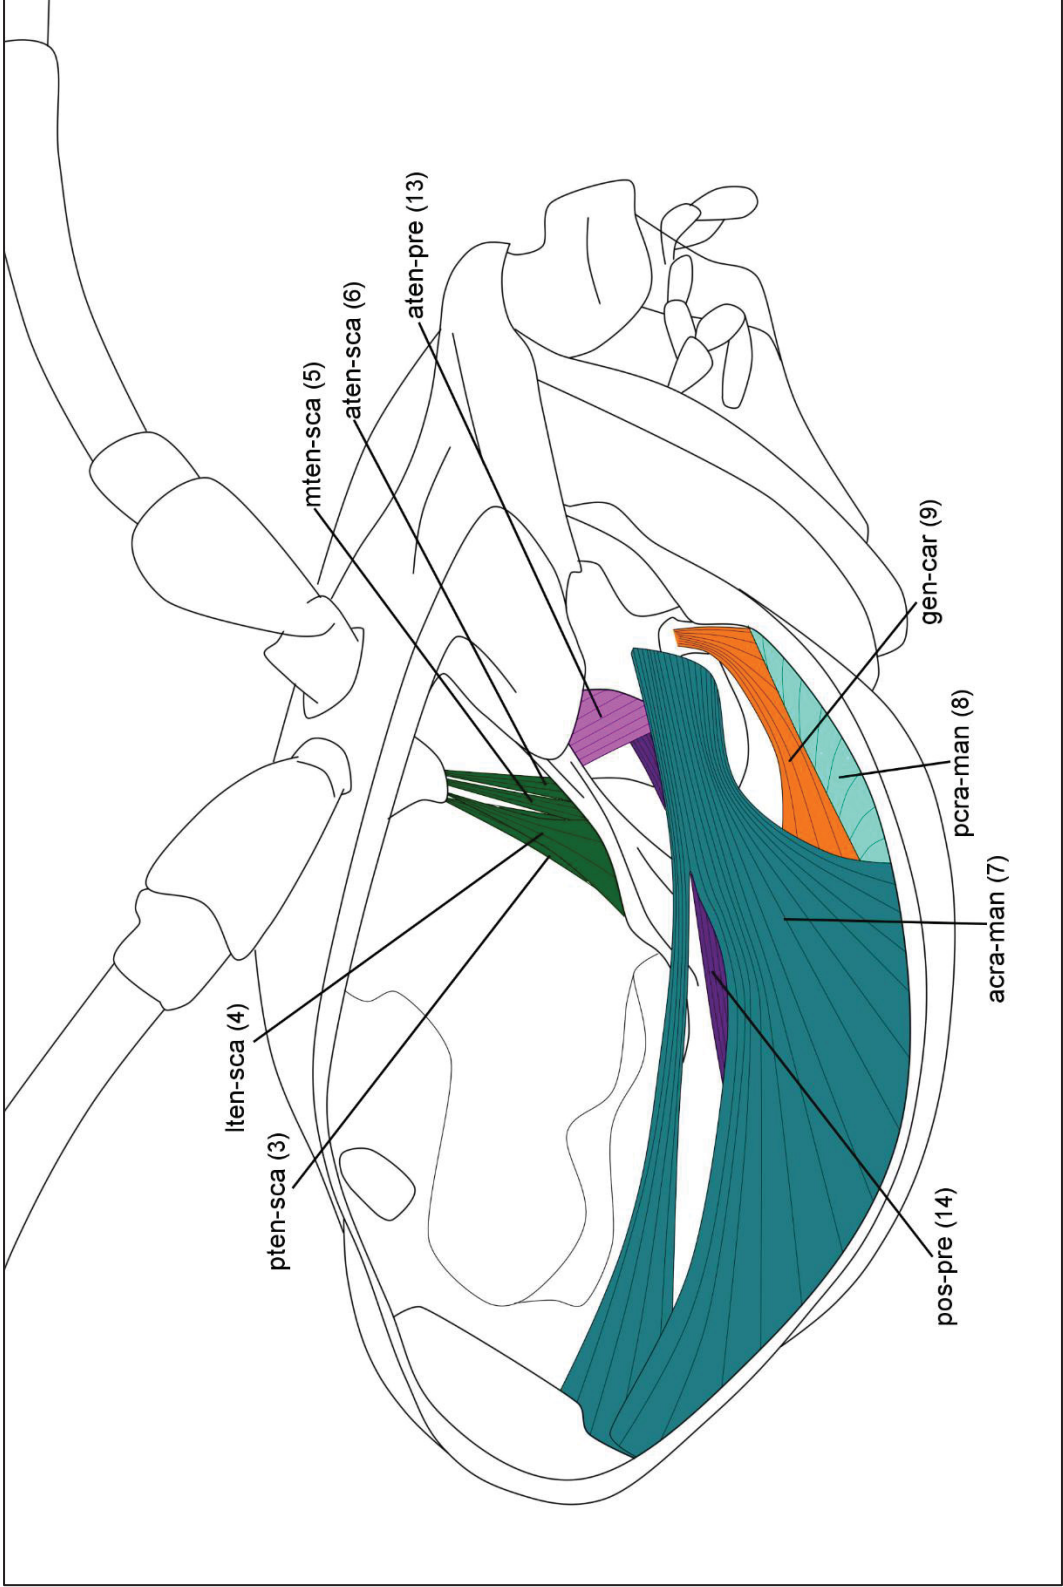 pten-sca (3)
lten-sca (4)
mten-sca (5)
aten-sca (6)
aten-pre (13)
pos-pre (14)
acra-man (7)
pcra-man (8)
gen-car (9)